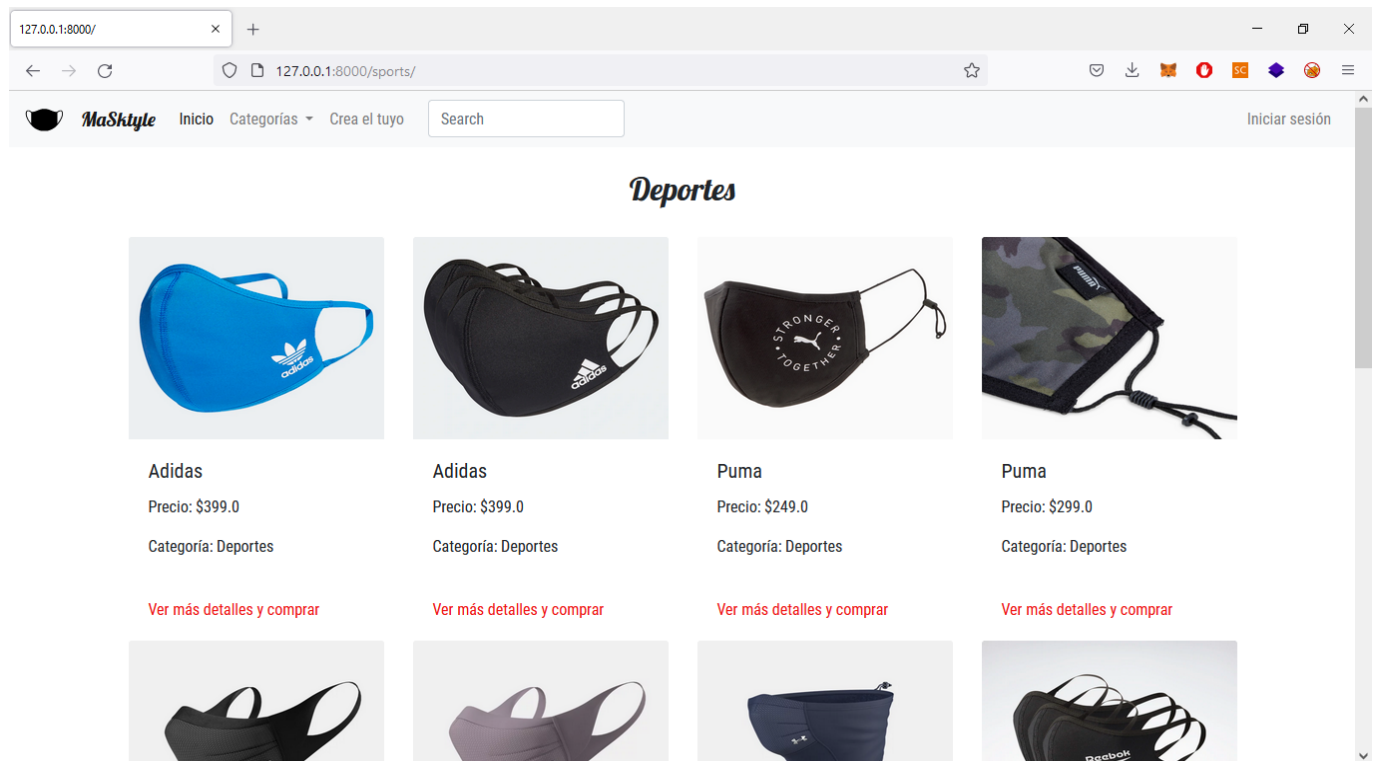 127.0.0.1:8000/
127.0.0.1:8000/sports/
SC
MaSktyle Inicio Categorías Crea el tuyo Search Iniciar sesión
Deportes
adidas
adidas
STRONGER TOGETHER
PUMA
Adidas Adidas Puma Puma
Precio: $399.0 Precio: $399.0 Precio: $249.0 Precio: $299.0
Categoría: Deportes Categoría: Deportes Categoría: Deportes Categoría: Deportes
Ver más detalles y comprar Ver más detalles y comprar Ver más detalles y comprar Ver más detalles y comprar
Reebok